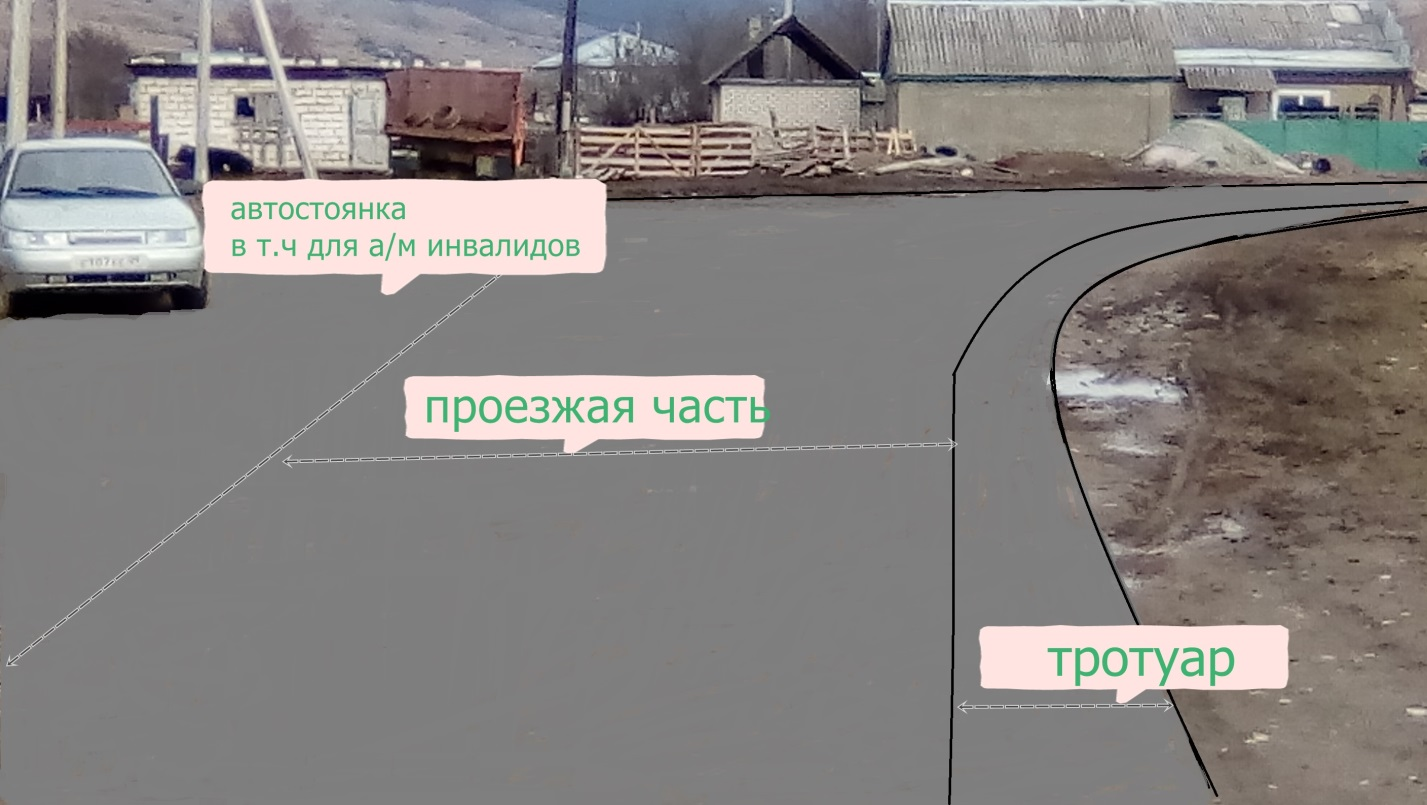 автостоянка
в т.ч для а/м инвалидов
проезжая часть
тротуар